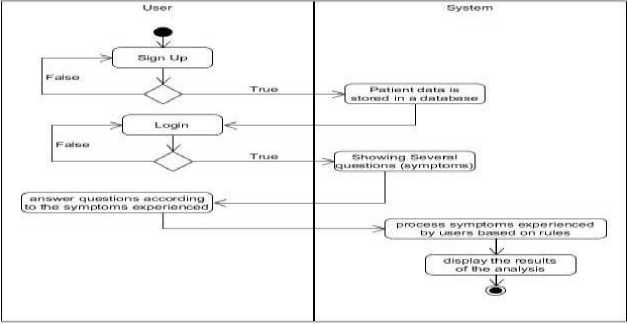 User
System
Sign Up
False
True
Patient data is
stored in a database
Login
False
True
Showing Several
questions (symptoms)
answer questions according
to the symptoms experienced
process symptoms experienced
by users based on rules
display the results
of the analysis